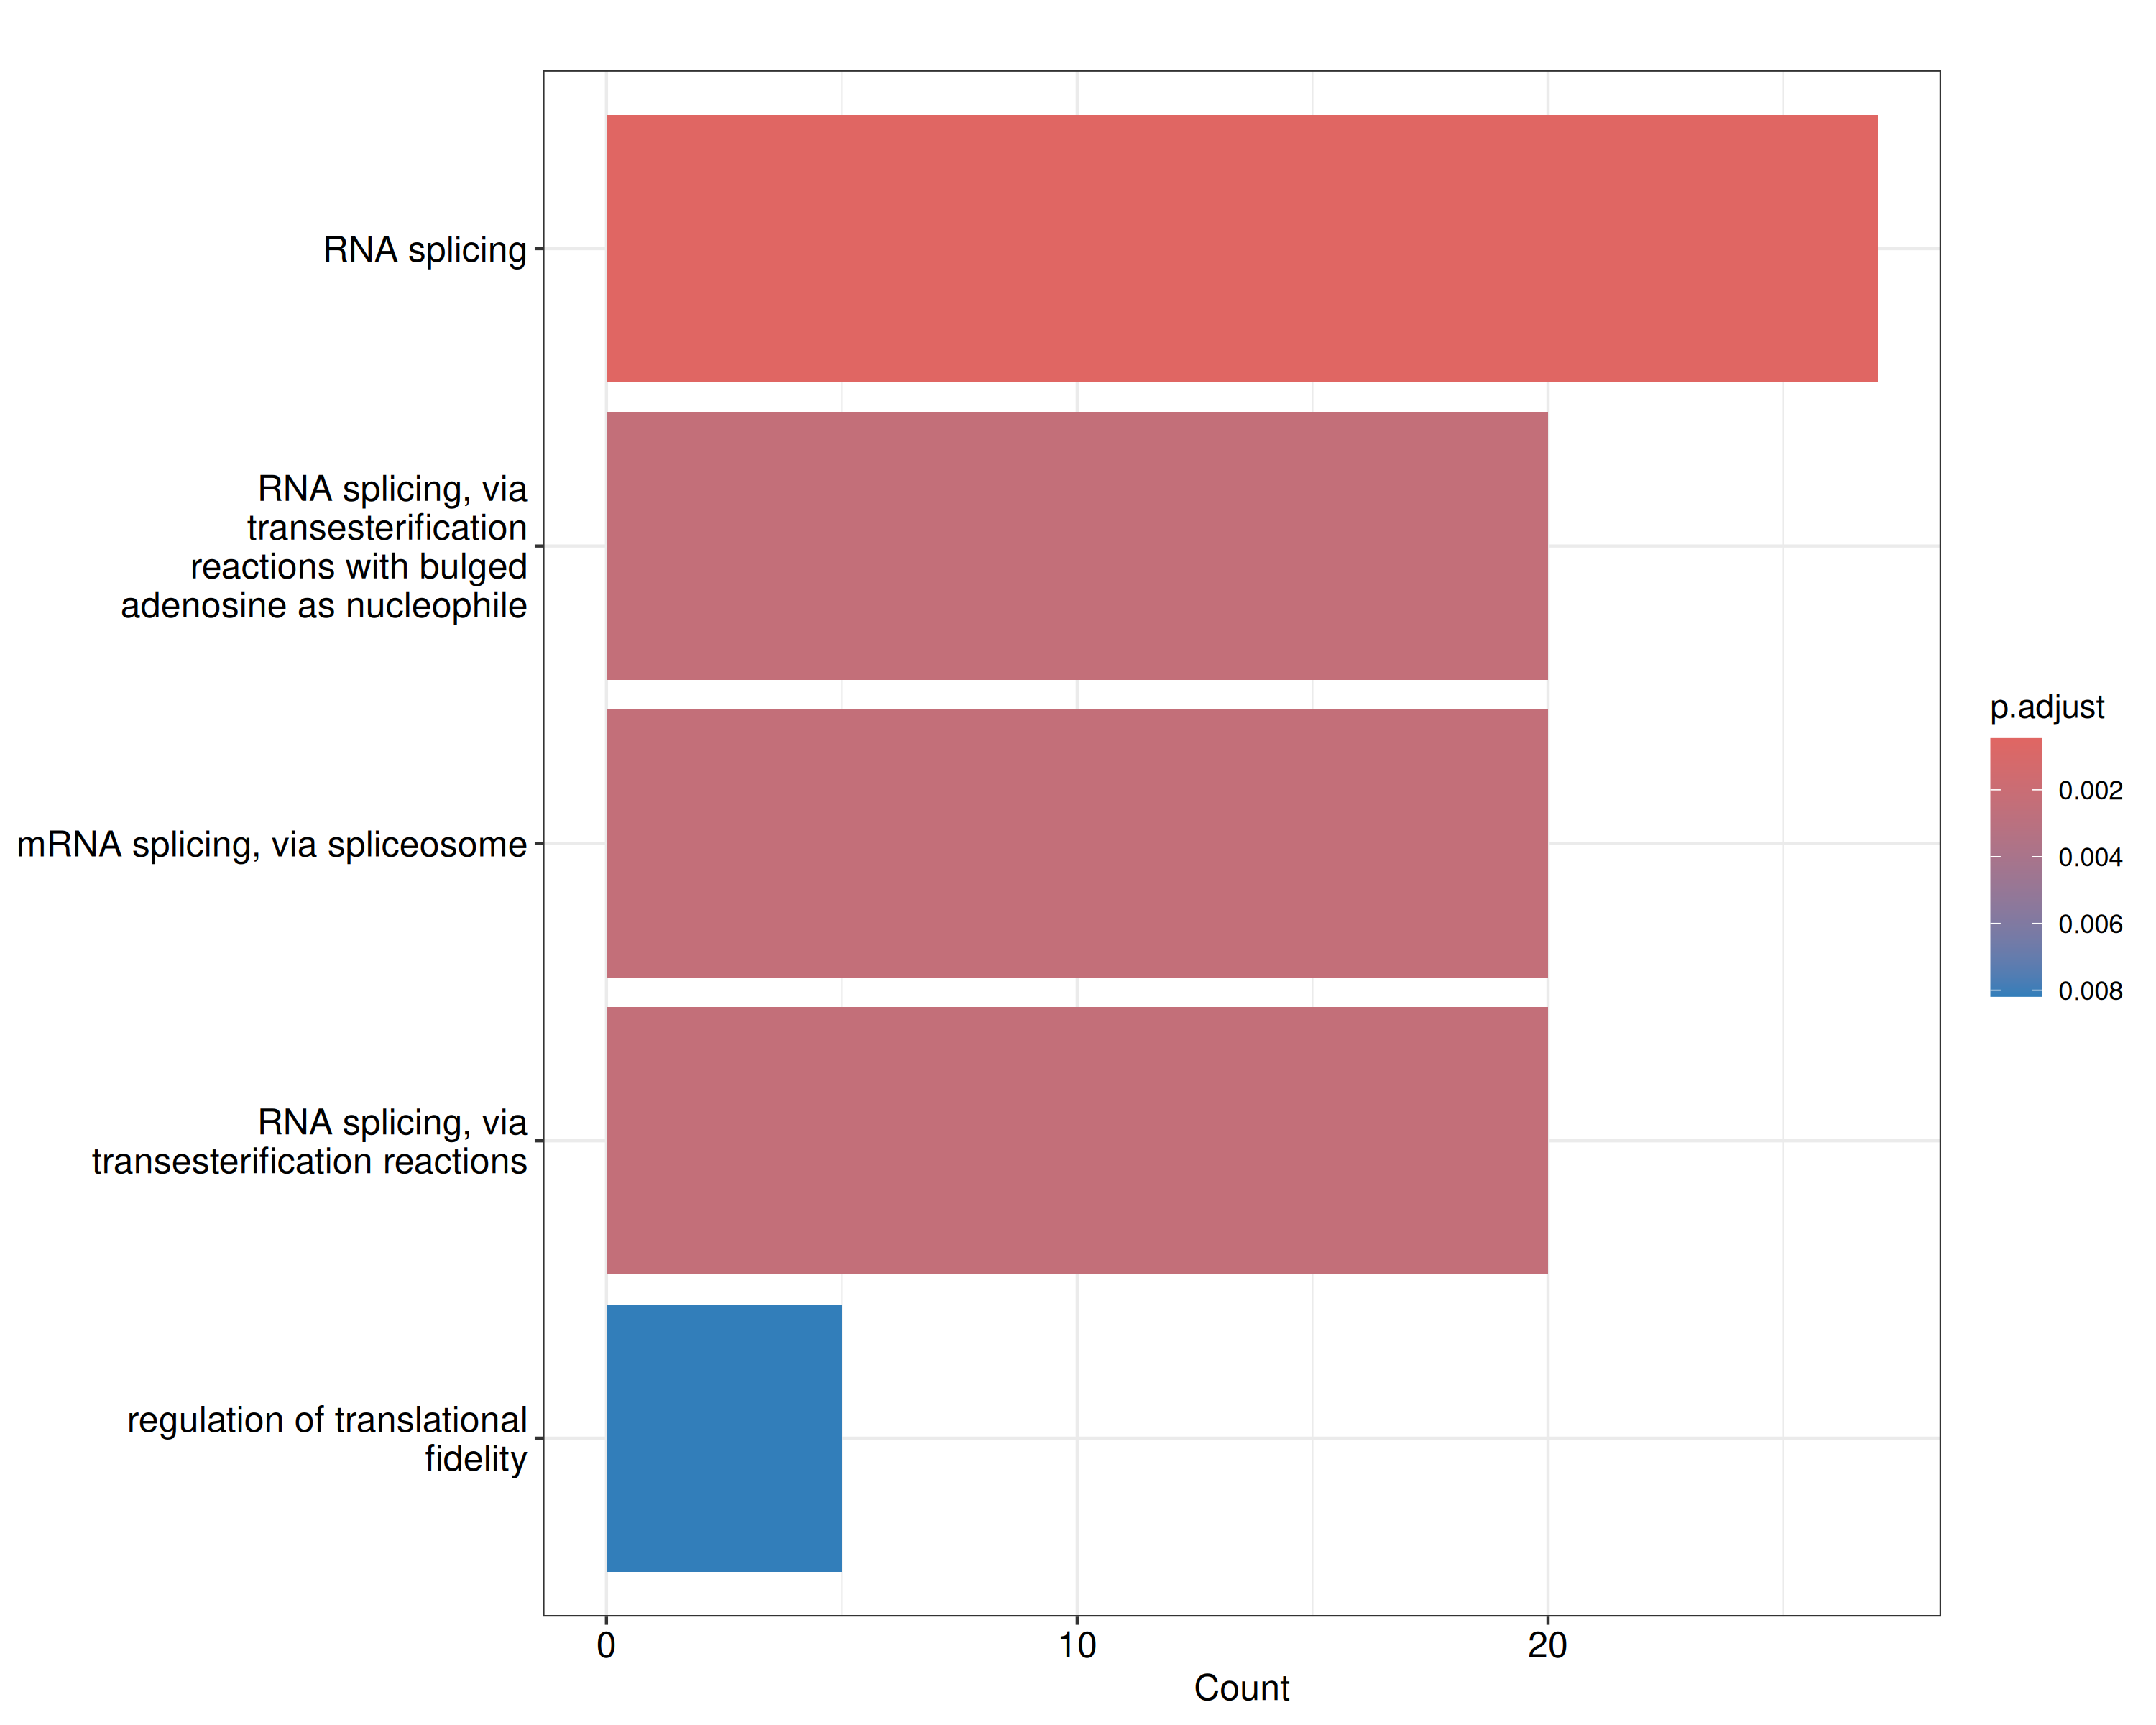 RNA splicing
RNA splicing, via
transesterification
reactions with bulged
adenosine as nucleophile
mRNA splicing, via spliceosome
RNA splicing, via
transesterification reactions
regulation of translational
fidelity
0
10
20
Count
p.adjust
0.002
0.004
0.006
0.008